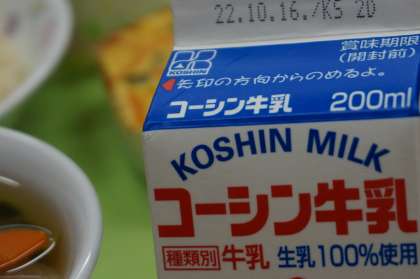 22.10.16./K5 20
賞味期限
(開封前)
KOSHIN
矢印の方向からのめるよ。
コーシン牛乳 200ml
KOSHIN MILK
コーシン牛乳
種類別 牛乳 生乳100%使用